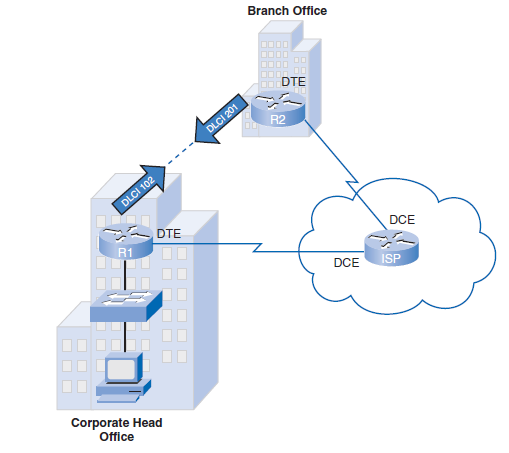 Branch Office
DTE
DLCI 201
R2
DLCI 102
DTE
R1
DCE
DCE
ISP
Corporate Head
Office